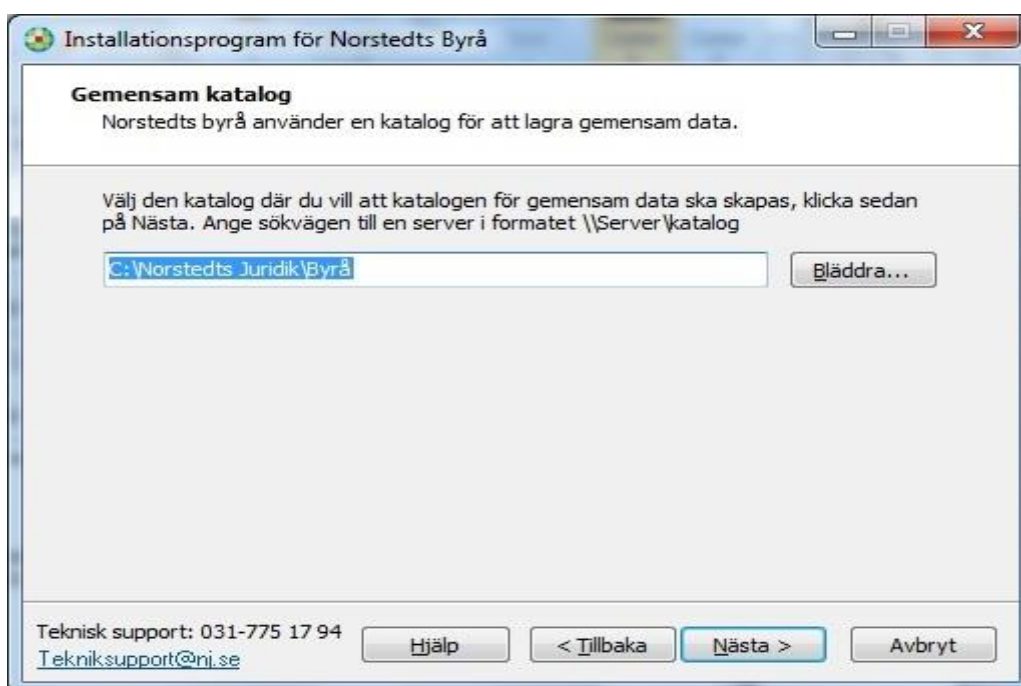 Installationsprogram för Norstedts Byrå
Gemensam katalog
Norstedts byrå använder en katalog för att lagra gemensam data.
Välj den katalog där du vill att katalogen för gemensam data ska skapas, klicka sedan
på Nästa. Ange sökvägen till en server i formatet \\Server\katalog
C:\Norstedts Juridik\Byrå
Bläddra...
Teknisk support: 031-775 17 94
Tekniksupport@nj.se
Hjälp
< Tillbaka
Nästa >
Avbryt